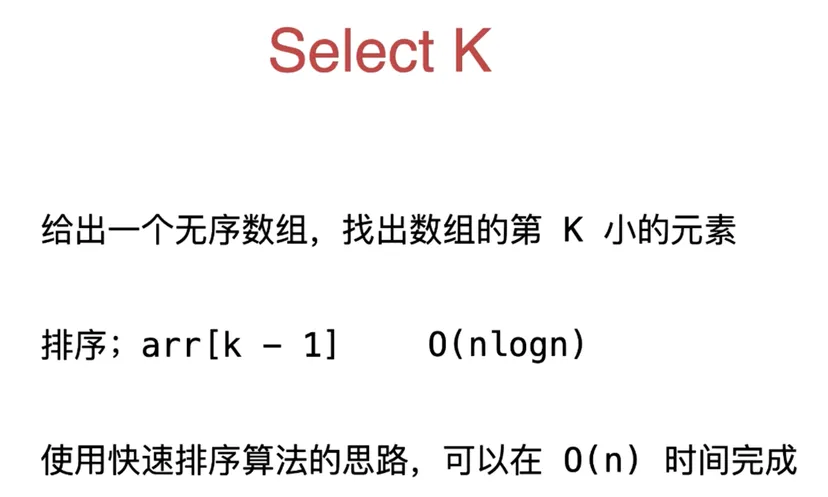 Select K
给出一个无序数组，找出数组的第 K 小的元素
排序；arr[k - 1] O(nlogn)
使用快速排序算法的思路，可以在 O(n) 时间完成